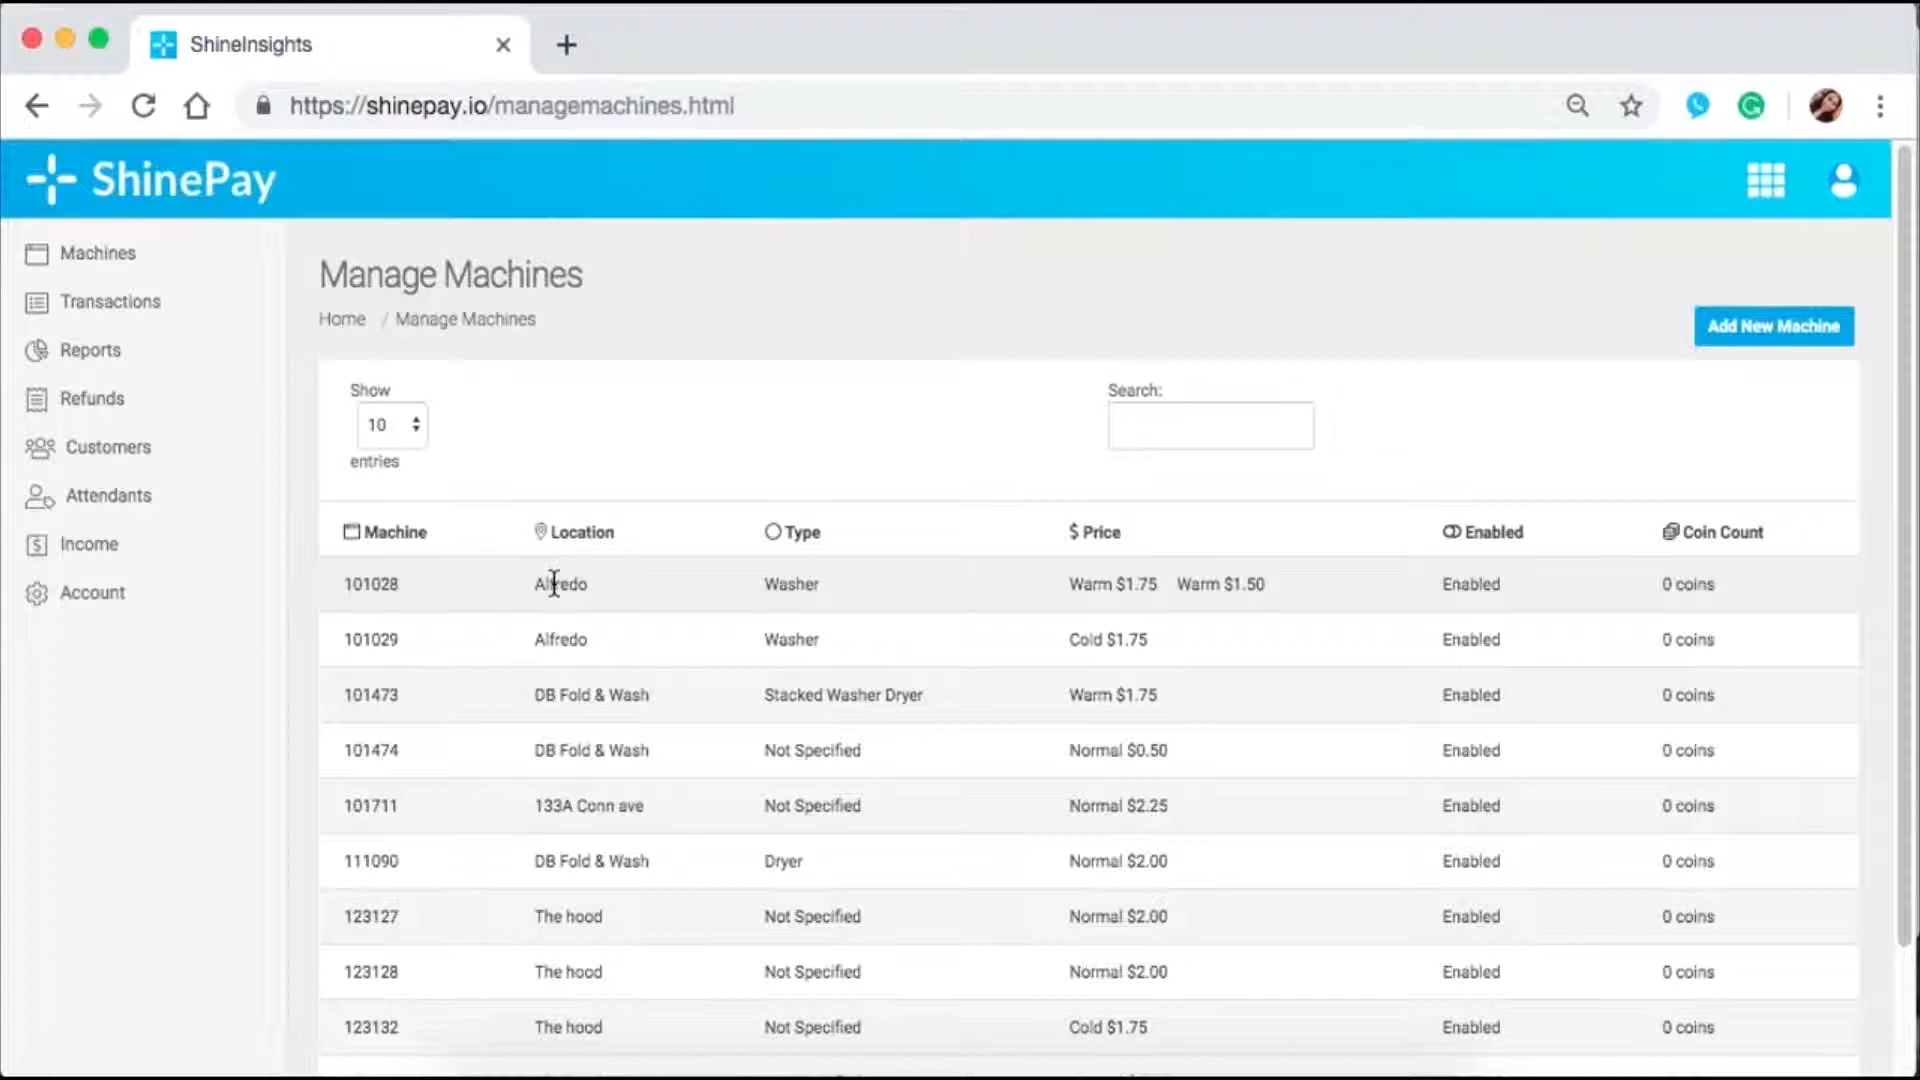 ShineInsights
https://shinepay.io/managemachines.html
ShinePay
Machines
Transactions
Reports
Refunds
Customers
Attendants
Income
Account
Manage Machines
Home / Manage Machines
Add New Machine
Show
10
entries
Search:
Machine Location Type $ Price Enabled Coin Count
101028 Alfredo Washer Warm $1.75 Warm $1.50 Enabled 0 coins
101029 Alfredo Washer Cold $1.75 Enabled 0 coins
101473 DB Fold & Wash Stacked Washer Dryer Warm $1.75 Enabled 0 coins
101474 DB Fold & Wash Not Specified Normal $0.50 Enabled 0 coins
101711 133A Conn ave Not Specified Normal $2.25 Enabled 0 coins
111090 DB Fold & Wash Dryer Normal $2.00 Enabled 0 coins
123127 The hood Not Specified Normal $2.00 Enabled 0 coins
123128 The hood Not Specified Normal $2.00 Enabled 0 coins
123132 The hood Not Specified Cold $1.75 Enabled 0 coins